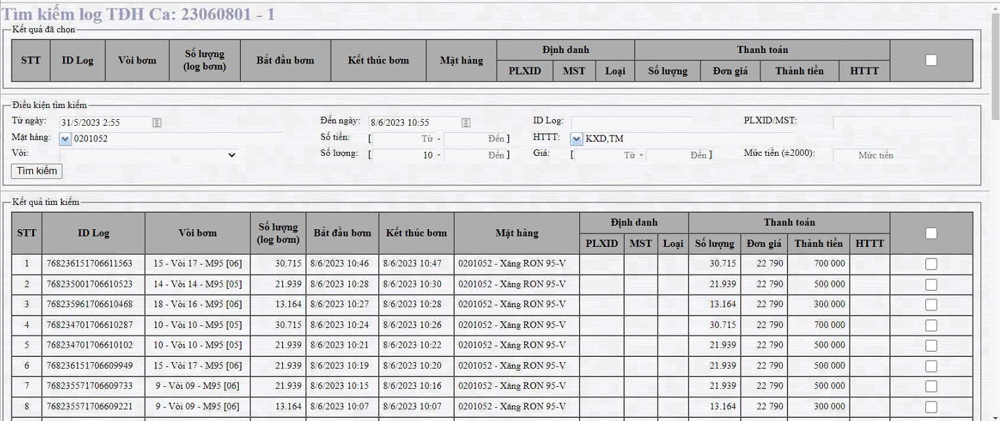 Tìm kiếm log TĐH Ca: 23060801 - 1
Kết quả đã chọn
STT ID Log Vòi bơm Số lượng (log bơm) Bắt đầu bơm Kết thúc bơm Mặt hàng Định danh Thanh toán
PLXID MST Loại Số lượng Đơn giá Thành tiền HTTT
Điều kiện tìm kiếm
Từ ngày: 31/5/2023 2:55 Đến ngày: 8/6/2023 10:55 ID Log: PLXID/MST:
Mặt hàng: 0201052 Số tiền: [ Từ - Đến ] HTTT: KXD,TM
Vòi: Số lượng: [ 10 - Đến ] Giá: [ Từ - Đến ] Mức tiền (±2000): Mức tiền
Tìm kiếm
Kết quả tìm kiếm
STT ID Log Vòi bơm Số lượng (log bơm) Bắt đầu bơm Kết thúc bơm Mặt hàng Định danh Thanh toán
PLXID MST Loại Số lượng Đơn giá Thành tiền HTTT
1 768236151706611563 15 - Vòi 17 - M95 [06] 30.715 8/6/2023 10:46 8/6/2023 10:47 0201052 - Xăng RON 95-V 30.715 22 790 700 000
2 768235001706610523 14 - Vòi 14 - M95 [05] 21.939 8/6/2023 10:28 8/6/2023 10:30 0201052 - Xăng RON 95-V 21.939 22 790 500 000
3 768235961706610468 18 - Vòi 16 - M95 [06] 13.164 8/6/2023 10:27 8/6/2023 10:28 0201052 - Xăng RON 95-V 13.164 22 790 300 000
4 768234701706610287 10 - Vòi 10 - M95 [05] 30.715 8/6/2023 10:24 8/6/2023 10:26 0201052 - Xăng RON 95-V 30.715 22 790 700 000
5 768234701706610102 10 - Vòi 10 - M95 [05] 21.939 8/6/2023 10:21 8/6/2023 10:22 0201052 - Xăng RON 95-V 21.939 22 790 500 000
6 768236151706609949 15 - Vòi 17 - M95 [06] 21.939 8/6/2023 10:19 8/6/2023 10:20 0201052 - Xăng RON 95-V 21.939 22 790 500 000
7 768235571706609733 9 - Vòi 09 - M95 [06] 21.939 8/6/2023 10:15 8/6/2023 10:16 0201052 - Xăng RON 95-V 21.939 22 790 500 000
8 768235571706609221 9 - Vòi 09 - M95 [06] 13.164 8/6/2023 10:07 8/6/2023 10:07 0201052 - Xăng RON 95-V 13.164 22 790 300 000